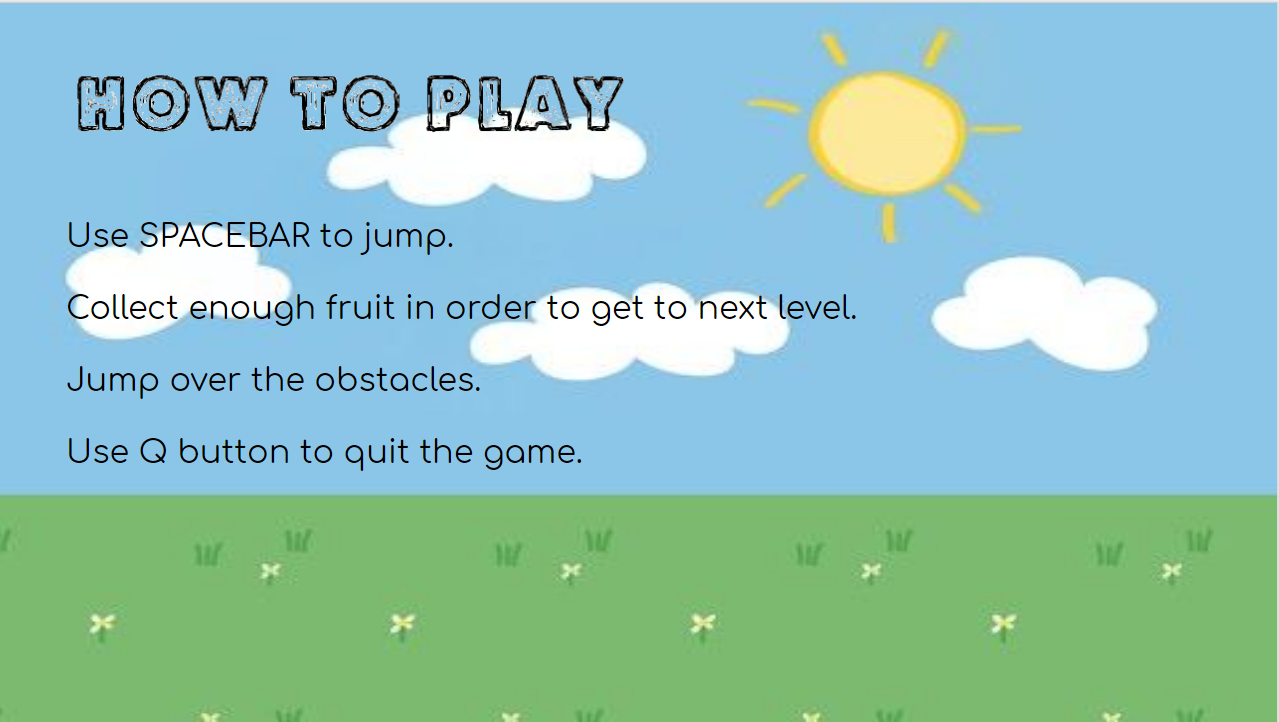 HOW TO PLAY
Use SPACEBAR to jump.
Collect enough fruit in order to get to next level.
Jump over the obstacles.
Use Q button to quit the game.